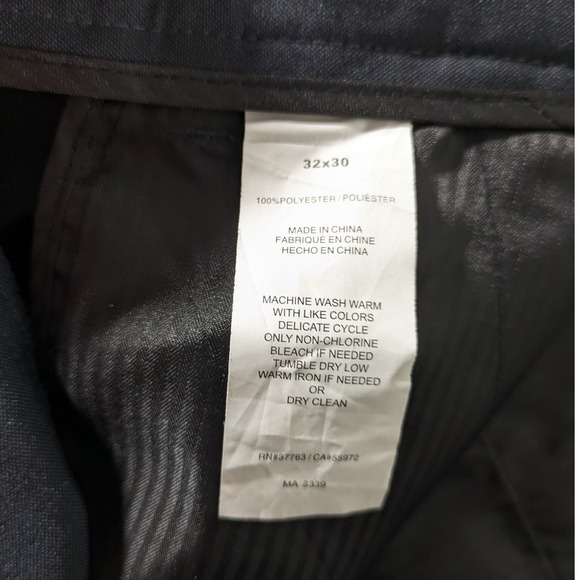 32x30
100%POLYESTER / POLIÉSTER
MADE IN CHINA
FABRIQUÉ EN CHINE
HECHO EN CHINA
MACHINE WASH WARM
WITH LIKE COLORS
DELICATE CYCLE
ONLY NON-CHLORINE
BLEACH IF NEEDED
TUMBLE DRY LOW
WARM IRON IF NEEDED
OR
DRY CLEAN
RN#37763 / CA#55972
MA 3339